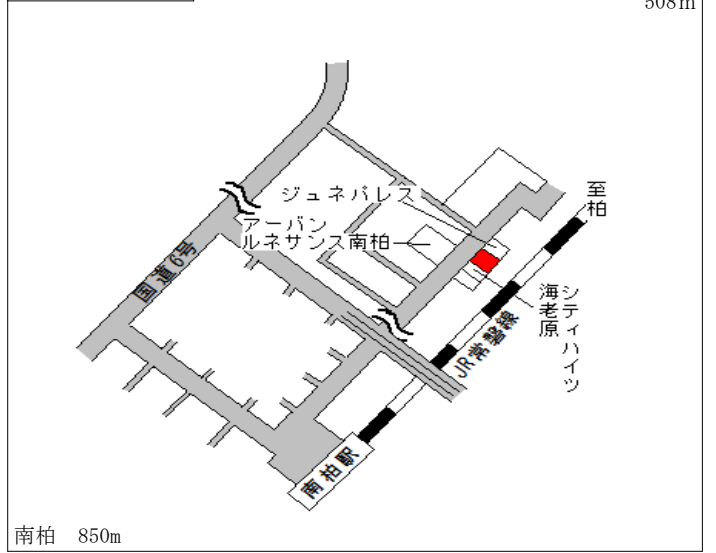 508m
至
柏
ジュネパレス
アーバン
ルネサンス南柏
国道6号
シティハイツ
海老原
JR常磐線
南柏駅
南柏 850m